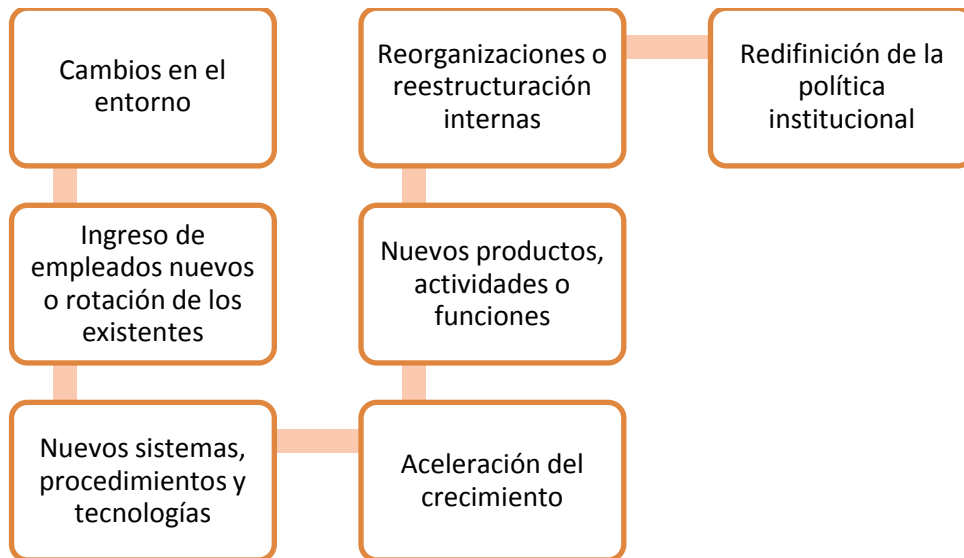 Cambios en el
entorno
Ingreso de
empleados nuevos
o rotación de los
existentes
Nuevos sistemas,
procedimientos y
tecnologías
Aceleración del
crecimiento
Nuevos productos,
actividades o
funciones
Reorganizaciones o
reestructuración
internas
Redifinición de la
política
institucional